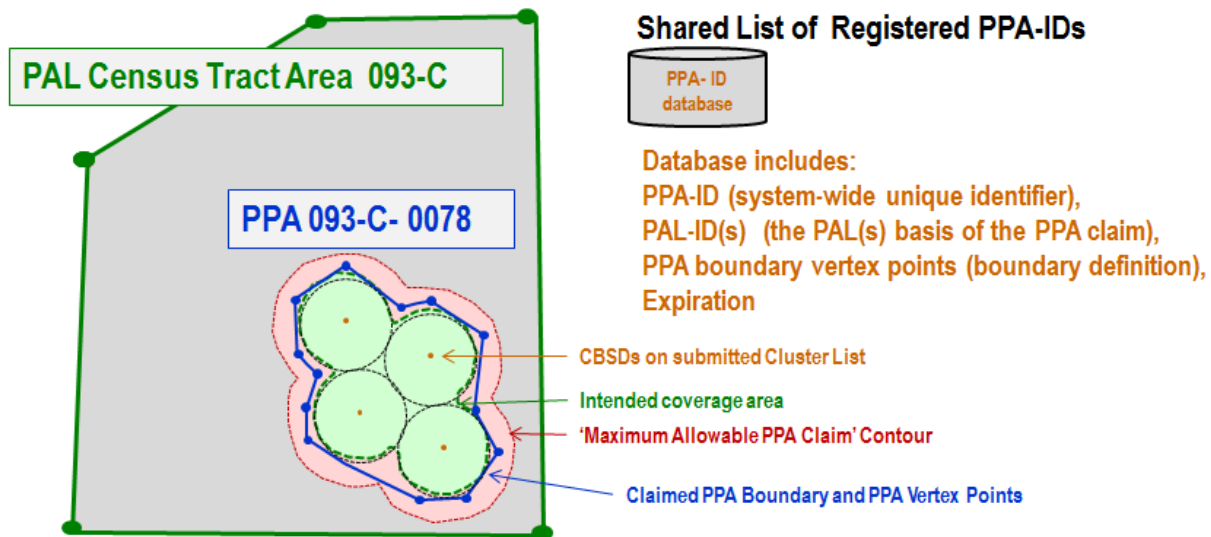 Shared List of Registered PPA-IDs
PAL Census Tract Area 093-C
PPA- ID
database
Database includes:
PPA-ID (system-wide unique identifier),
PAL-ID(s) (the PAL(s) basis of the PPA claim),
PPA boundary vertex points (boundary definition),
Expiration
PPA 093-C- 0078
CBSDs on submitted Cluster List
Intended coverage area
‘Maximum Allowable PPA Claim’ Contour
Claimed PPA Boundary and PPA Vertex Points